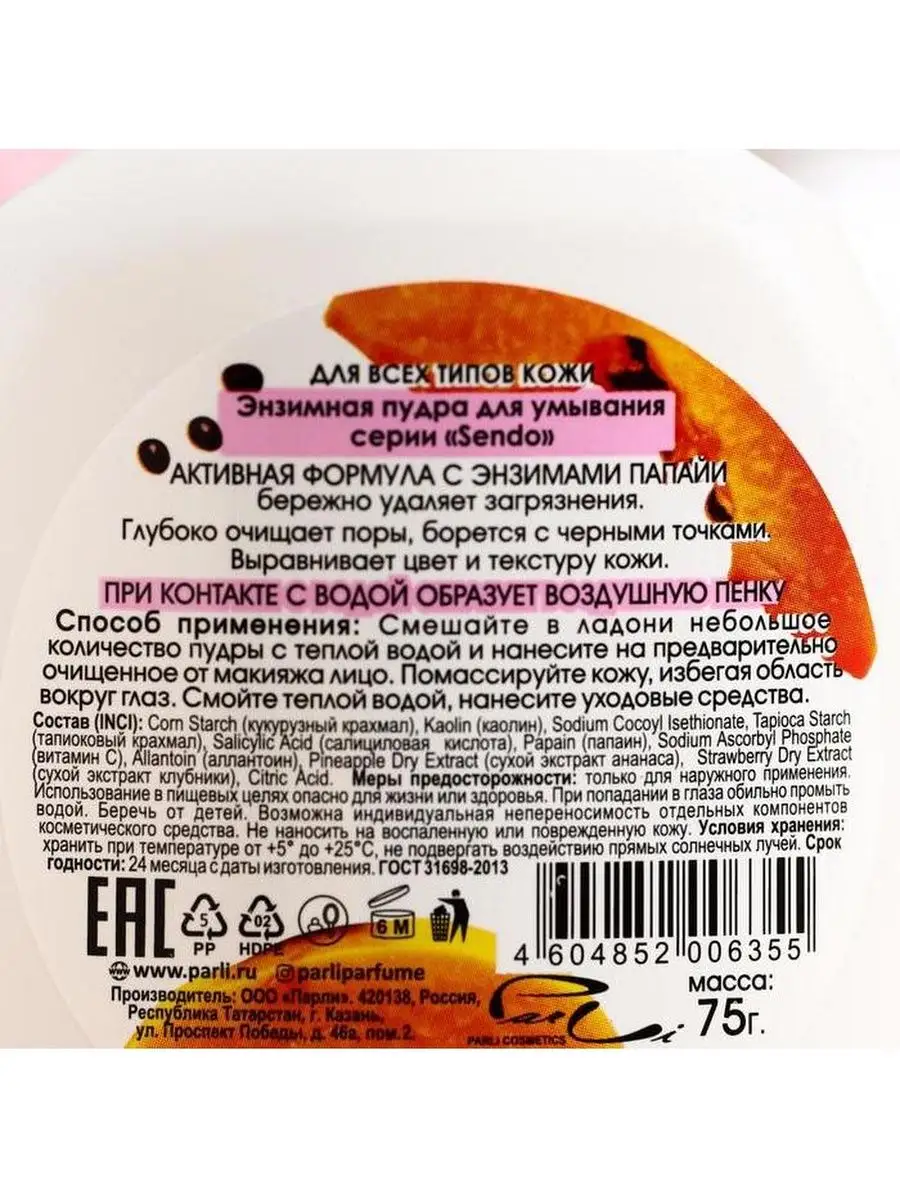 ДЛЯ ВСЕХ ТИПОВ КОЖИ
Энзимная пудра для умывания
серии «Sendo»
АКТИВНАЯ ФОРМУЛА С ЭНЗИМАМИ ПАПАЙИ
бережно удаляет загрязнения.
Глубоко очищает поры, борется с черными точками.
Выравнивает цвет и текстуру кожи.
ПРИ КОНТАКТЕ С ВОДОЙ ОБРАЗУЕТ ВОЗДУШНУЮ ПЕНКУ
Способ применения: Смешайте в ладони небольшое
количество пудры с теплой водой и нанесите на предварительно
очищенное от макияжа лицо. Помассируйте кожу, избегая область
вокруг глаз. Смойте теплой водой, нанесите уходовые средства.
Состав (INCI): Corn Starch (кукурузный крахмал), Kaolin (каолин), Sodium Cocoyl Isethionate, Tapioca Starch
(тапиоковый крахмал), Salicylic Acid (салициловая кислота), Papain (папаин), Sodium Ascorbyl Phosphate
(витамин С), Allantoin (аллантоин), Pineapple Dry Extract (сухой экстракт ананаса), Strawberry Dry Extract
(сухой экстракт клубники), Citric Acid. Меры предосторожности: только для наружного применения.
Использование в пищевых целях опасно для жизни или здоровья. При попадании в глаза обильно промыть
водой. Беречь от детей. Возможна индивидуальная непереносимость отдельных компонентов
косметического средства. Не наносить на воспаленную или поврежденную кожу. Условия хранения:
хранить при температуре от +5° до +25°С, не подвергать воздействию прямых солнечных лучей. Срок
годности: 24 месяца с даты изготовления. ГОСТ 31698-2013
EAC
5
PP
02
HDPE
6 M
4 604852 006355
www.parli.ru parliparfume
масса:
75г.
Производитель: ООО «Парли». 420138, Россия,
Республика Татарстан, г. Казань,
ул. Проспект Победы, д. 46а, пом.2.
Parli
PARLI COSMETICS